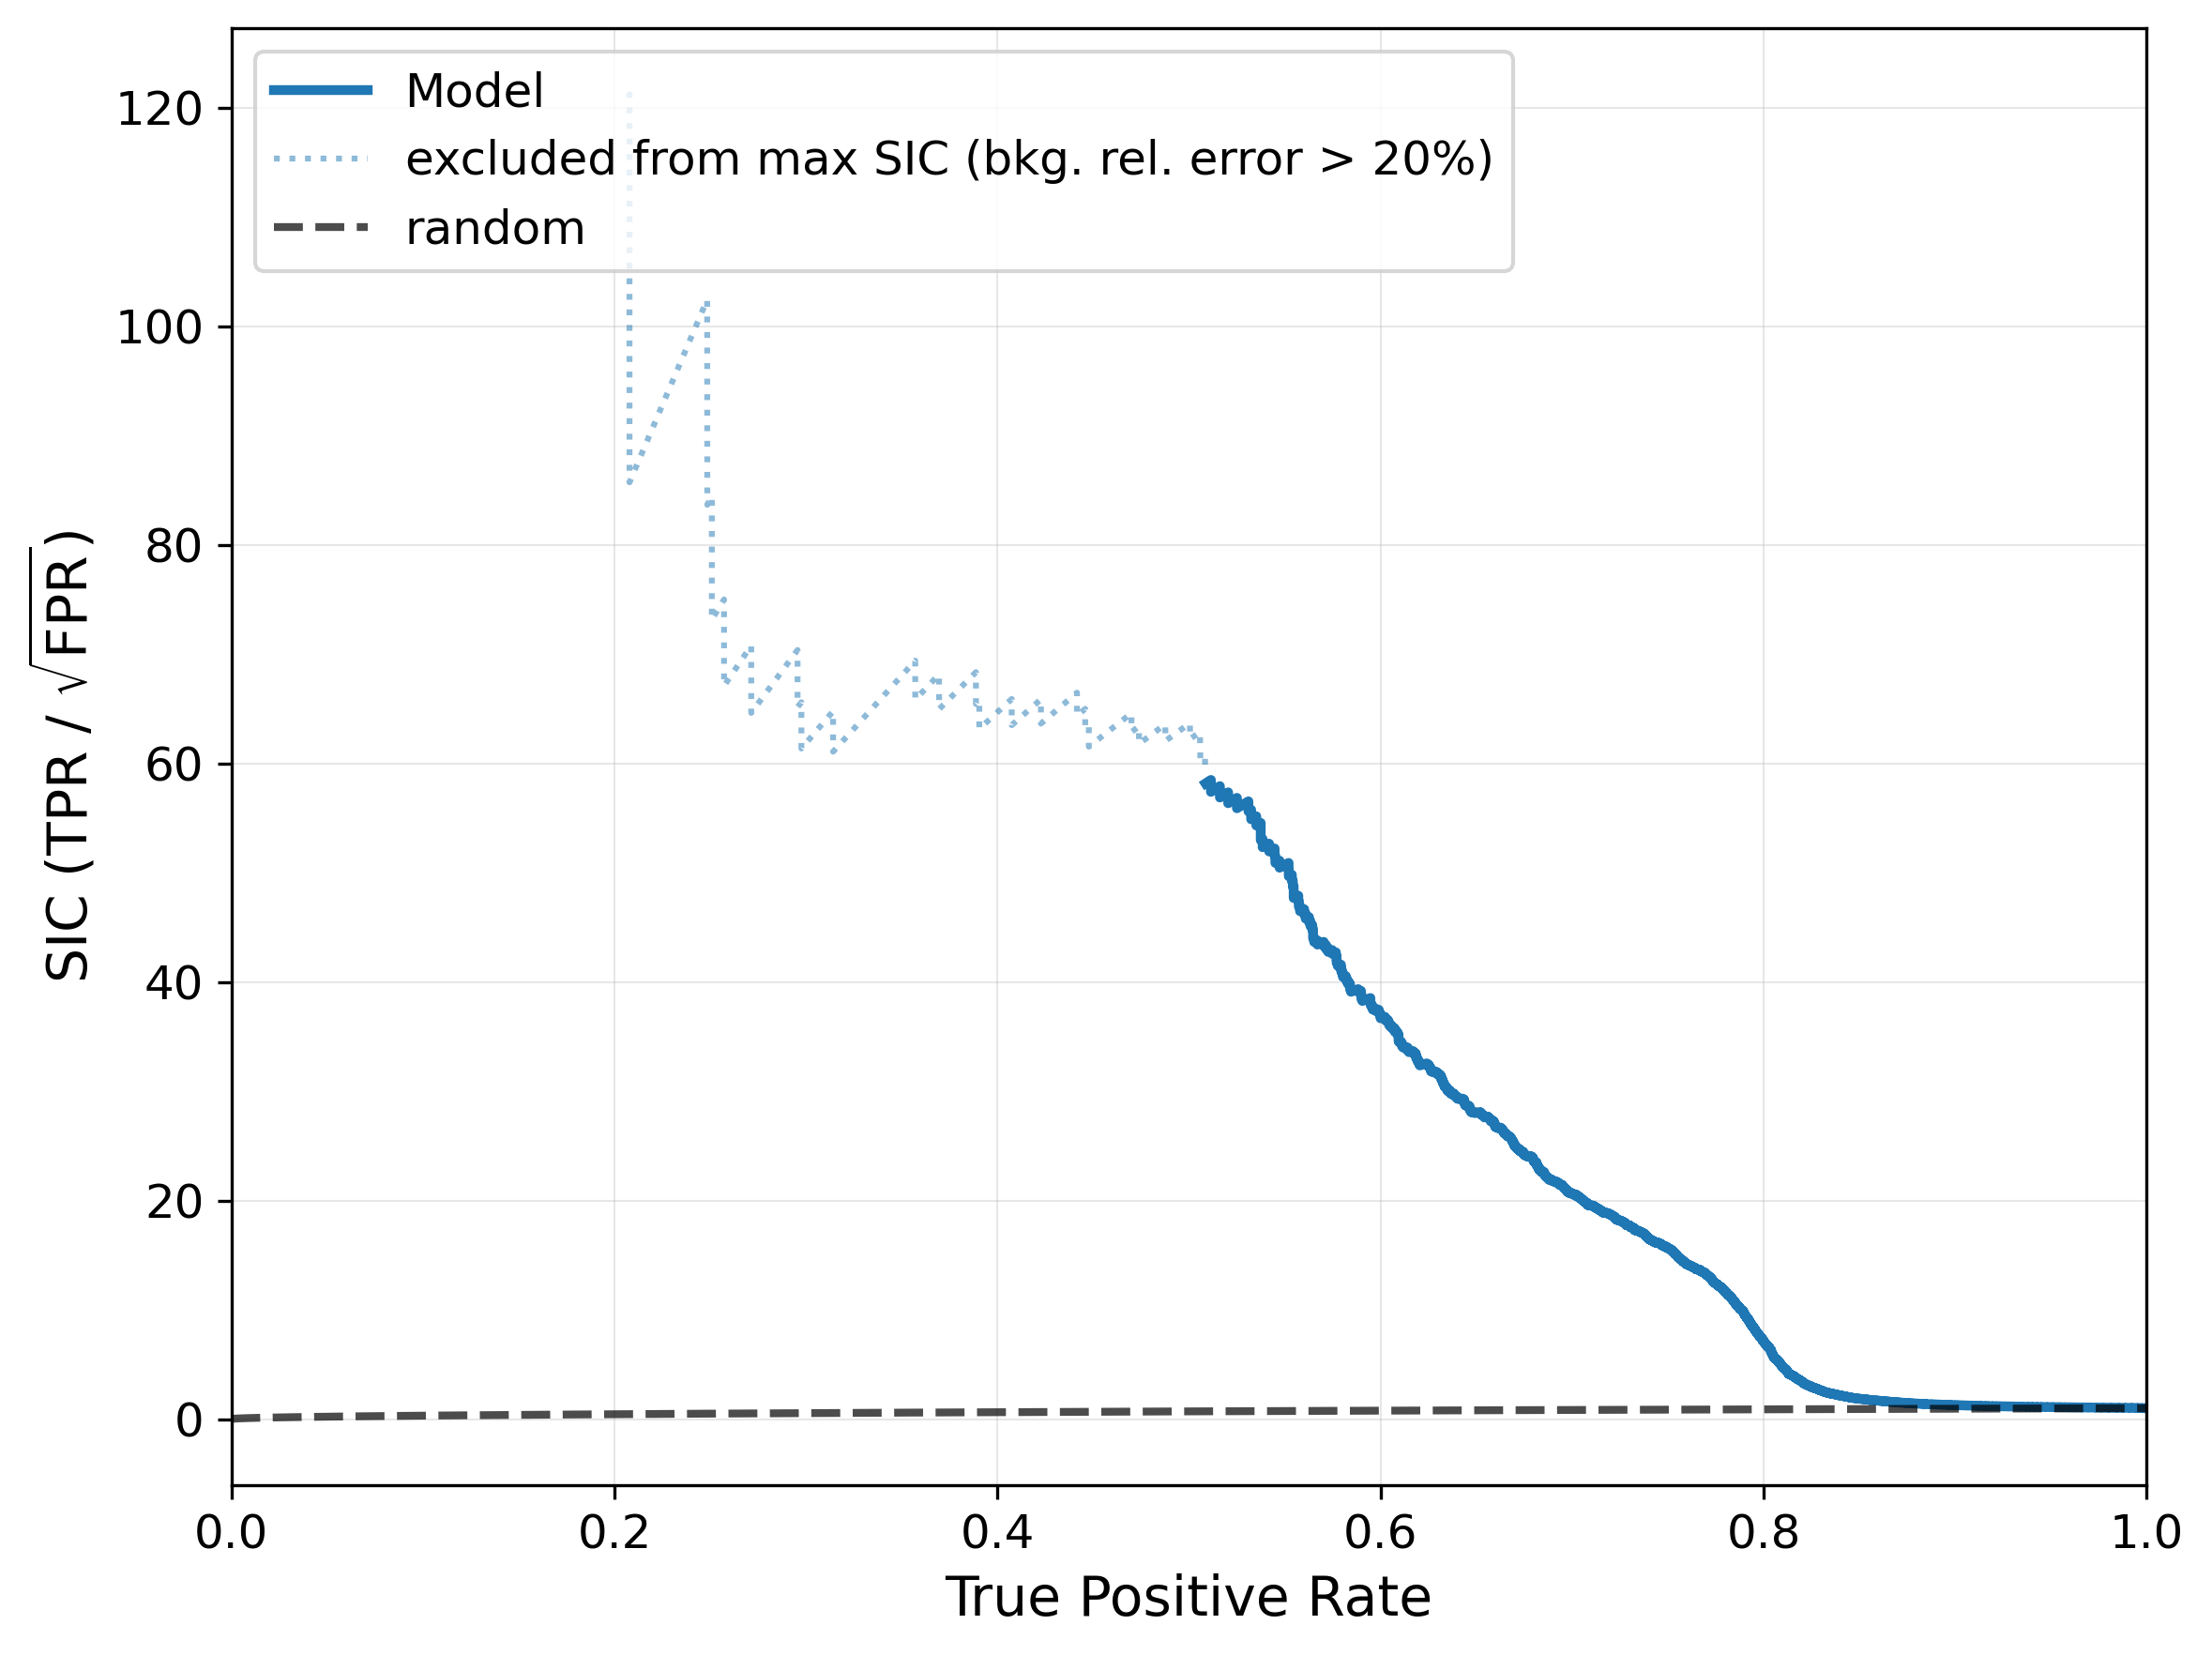 Model
excluded from max SIC (bkg. rel. error > 20%)
random
120
100
80
60
40
20
0
SIC (TPR / √FPR)
0.0 0.2 0.4 0.6 0.8 1.0
True Positive Rate